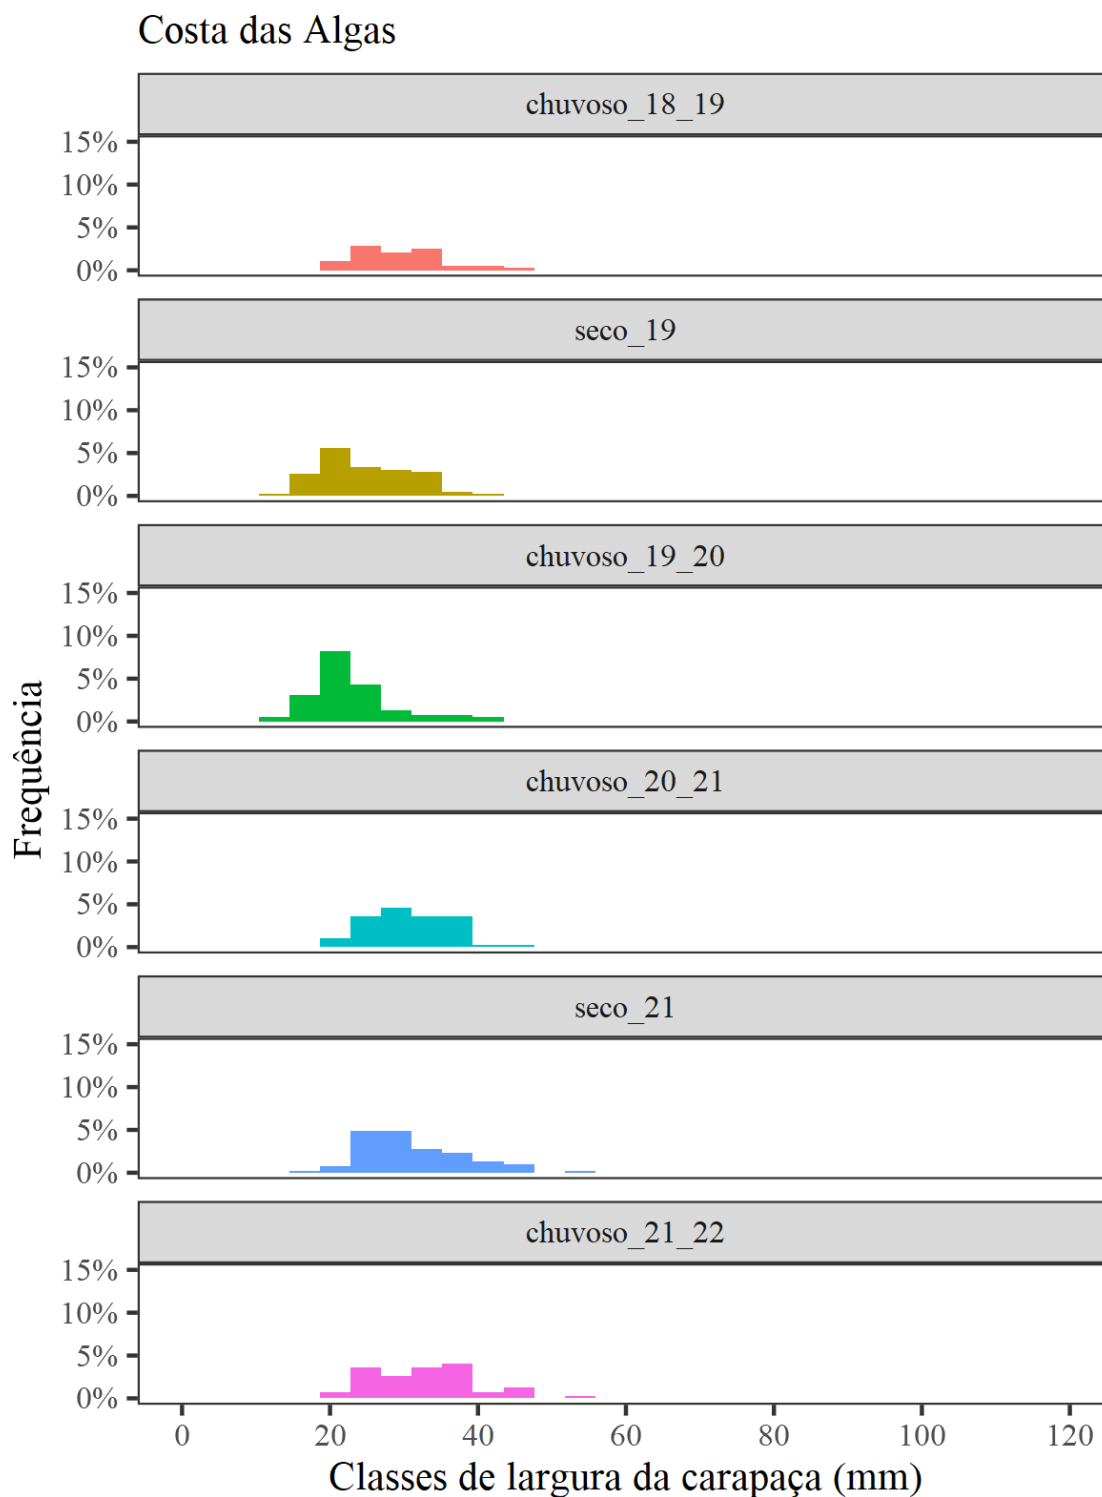 Costa das Algas
chuvoso_18_19
15%
10%
5%
0%
seco_19
15%
10%
5%
0%
chuvoso_19_20
15%
10%
5%
0%
chuvoso_20_21
15%
10%
5%
0%
seco_21
15%
10%
5%
0%
chuvoso_21_22
15%
10%
5%
0%
Frequência
0 20 40 60 80 100 120
Classes de largura da carapaça (mm)